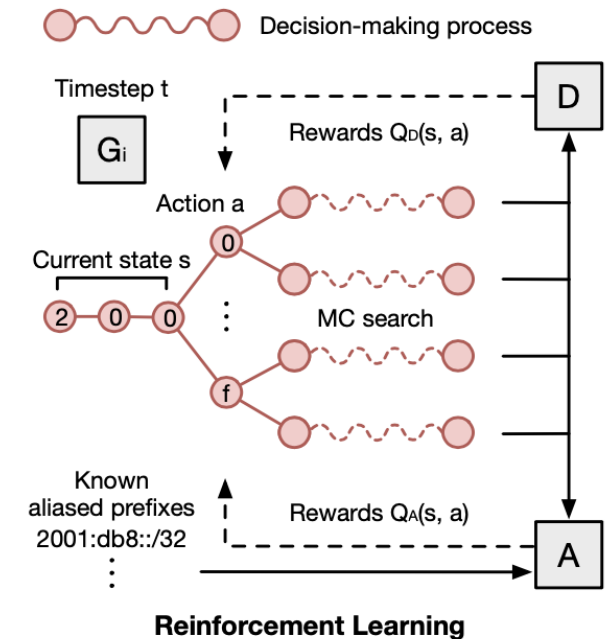 Decision-making process
Timestep t
Gi
D
Rewards QD(s, a)
Action a
0
Current state s
2 0 0
⋮
MC search
f
Known
aliased prefixes
2001:db8::/32
⋮
Rewards QA(s, a)
A
Reinforcement Learning